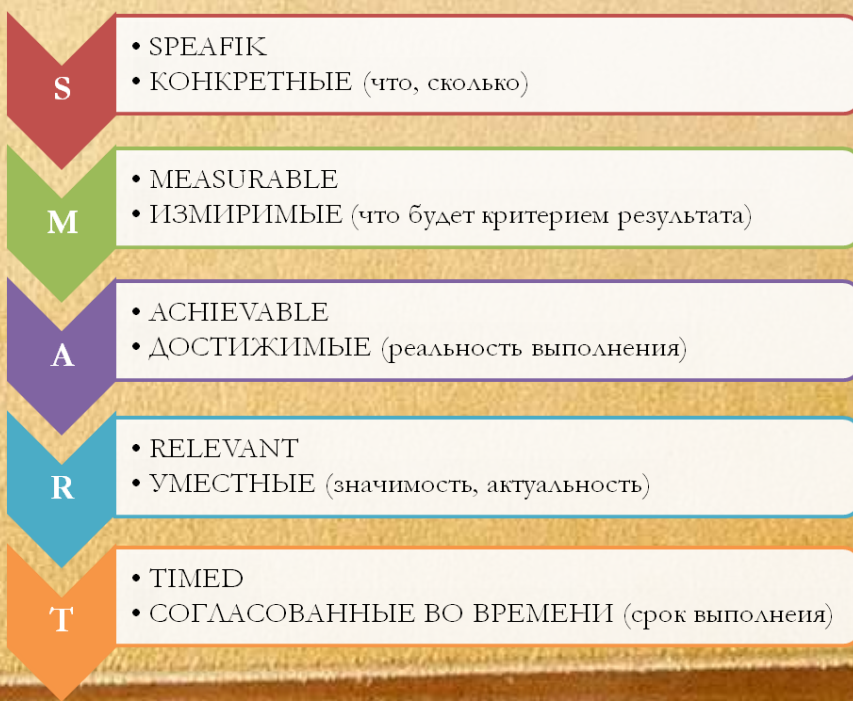 S
• SPEAFIK
• КОНКРЕТНЫЕ (что, сколько)
M
• MEASURABLE
• ИЗМИРИМЫЕ (что будет критерием результата)
A
• ACHIEVABLE
• ДОСТИЖИМЫЕ (реальность выполнения)
R
• RELEVANT
• УМЕСТНЫЕ (значимость, актуальность)
T
• TIMED
• СОГЛАСОВАННЫЕ ВО ВРЕМЕНИ (срок выполнеия)